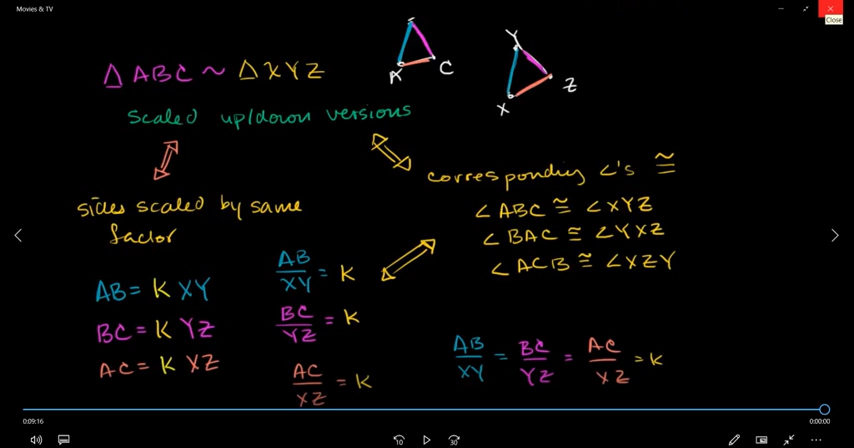 Movies & TV
Close
Y
A
C
X
Z
Δ ABC ~ Δ XYZ
scaled up/down versions
sides scaled by same
factor
corresponding ∠'s ≅
∠ABC ≅ ∠XYZ
∠BAC ≅ ∠YXZ
∠ACB ≅ ∠XZY
AB = K XY
BC = K YZ
AC = K XZ
AB/XY = K
BC/YZ = K
AC/XZ = K
AB/XY = BC/YZ = AC/XZ = K
0:09:16
0:00:00
10
30